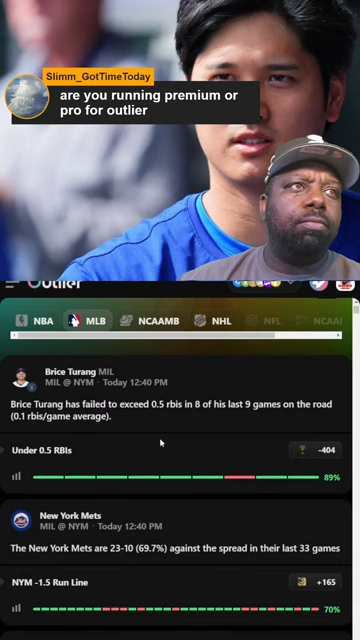 Slimm_GotTimeToday
are you running premium or
pro for outlier
Outlier
NBA
MLB
NCAAMB
NHL
NFL
NCAAI
Brice Turang MIL
MIL @ NYM · Today 12:40 PM
Brice Turang has failed to exceed 0.5 rbis in 8 of his last 9 games on the road
(0.1 rbis/game average).
Under 0.5 RBIs
-404
89%
New York Mets
MIL @ NYM · Today 12:40 PM
The New York Mets are 23-10 (69.7%) against the spread in their last 33 games
NYM -1.5 Run Line
+165
70%